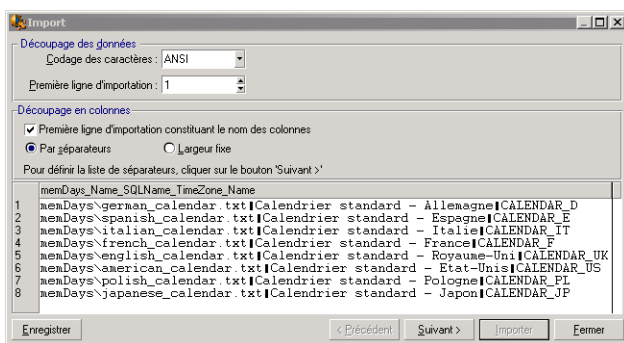 Import
Découpage des données
Codage des caractères : ANSI
Première ligne d'importation : 1
Découpage en colonnes
Première ligne d'importation constituant le nom des colonnes
Par séparateurs Largeur fixe
Pour définir la liste de séparateurs, cliquer sur le bouton 'Suivant >'
memDays_Name_SQLName_TimeZone_Name
1 memDays\german_calendar.txt|Calendrier standard - Allemagne|CALENDAR_D
2 memDays\spanish_calendar.txt|Calendrier standard - Espagne|CALENDAR_E
3 memDays\italian_calendar.txt|Calendrier standard - Italie|CALENDAR_IT
4 memDays\french_calendar.txt|Calendrier standard - France|CALENDAR_F
5 memDays\english_calendar.txt|Calendrier standard - Royaume-Uni|CALENDAR_UK
6 memDays\american_calendar.txt|Calendrier standard - Etat-Unis|CALENDAR_US
7 memDays\polish_calendar.txt|Calendrier standard - Pologne|CALENDAR_PL
8 memDays\japanese_calendar.txt|Calendrier standard - Japon|CALENDAR_JP
Enregistrer < Précédent Suivant > Importer Fermer